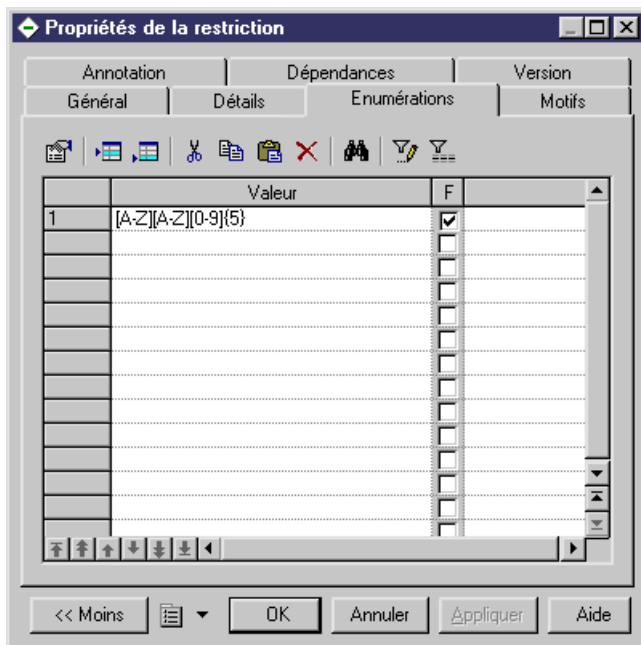 Propriétés de la restriction
Annotation Dépendances Version
Général Détails Enumérations Motifs
Valeur F
1 [A-Z][A-Z][0-9]{5}
<< Moins OK Annuler Appliquer Aide